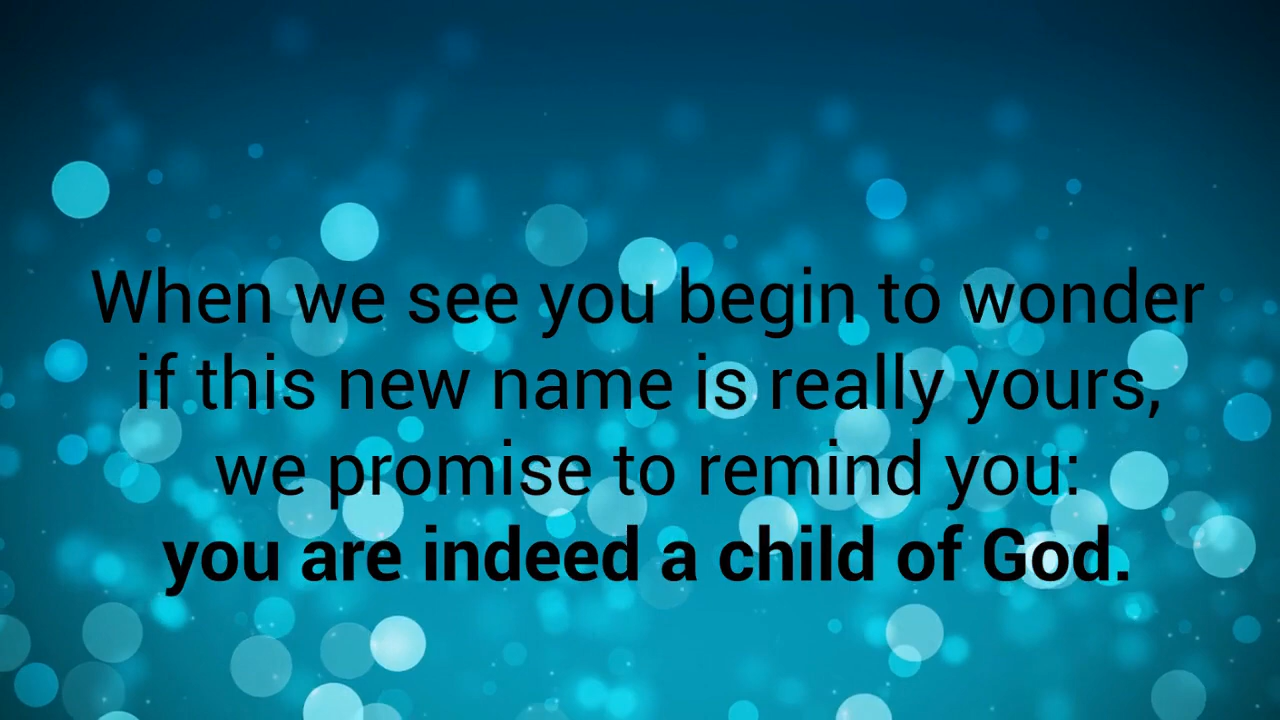 When we see you begin to wonder
if this new name is really yours,
we promise to remind you:
you are indeed a child of God.